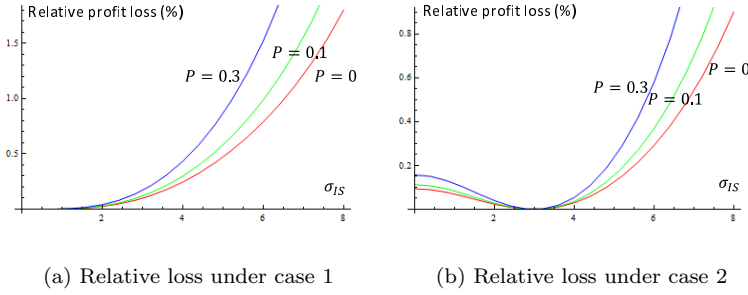 Relative profit loss (%)
1.5
1.0
0.5
P = 0.3
P = 0.1
P = 0
σIS
2
4
6
8
(a) Relative loss under case 1
Relative profit loss (%)
0.8
0.6
0.4
0.2
P = 0.3
P = 0.1
P = 0
σIS
2
4
6
8
(b) Relative loss under case 2